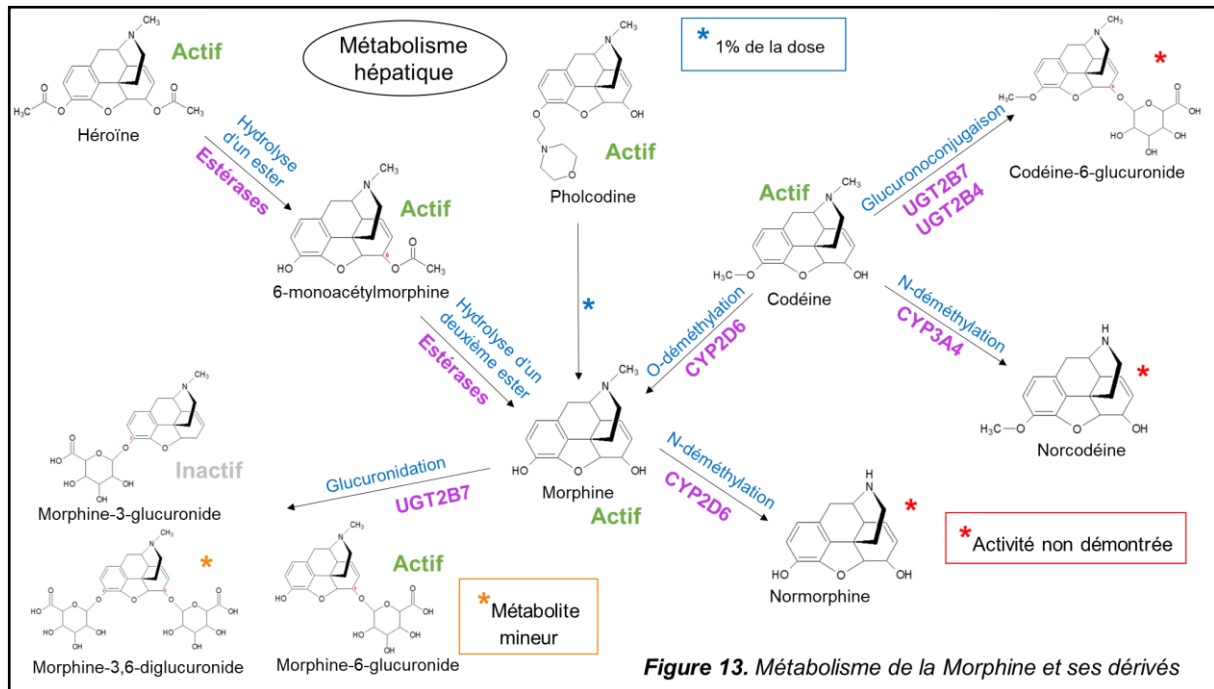 Métabolisme
hépatique
* 1% de la dose
Actif
Héroïne
Hydrolyse
d'un ester
Estérases
Actif
6-monoacétylmorphine
Hydrolyse d'un
deuxième ester
Estérases
Actif
Pholcodine
*
Actif
Codéine
Glucuronoconjugaison
UGT2B7
UGT2B4
*
Codéine-6-glucuronide
O-déméthylation
CYP2D6
N-déméthylation
CYP3A4
*
Norcodéine
Morphine
Actif
N-déméthylation
CYP2D6
*
Normorphine
Glucuronidation
UGT2B7
Inactif
Morphine-3-glucuronide
*
Morphine-3,6-diglucuronide
Actif
Morphine-6-glucuronide
* Métabolite
mineur
* Activité non démontrée
Figure 13. Métabolisme de la Morphine et ses dérivés